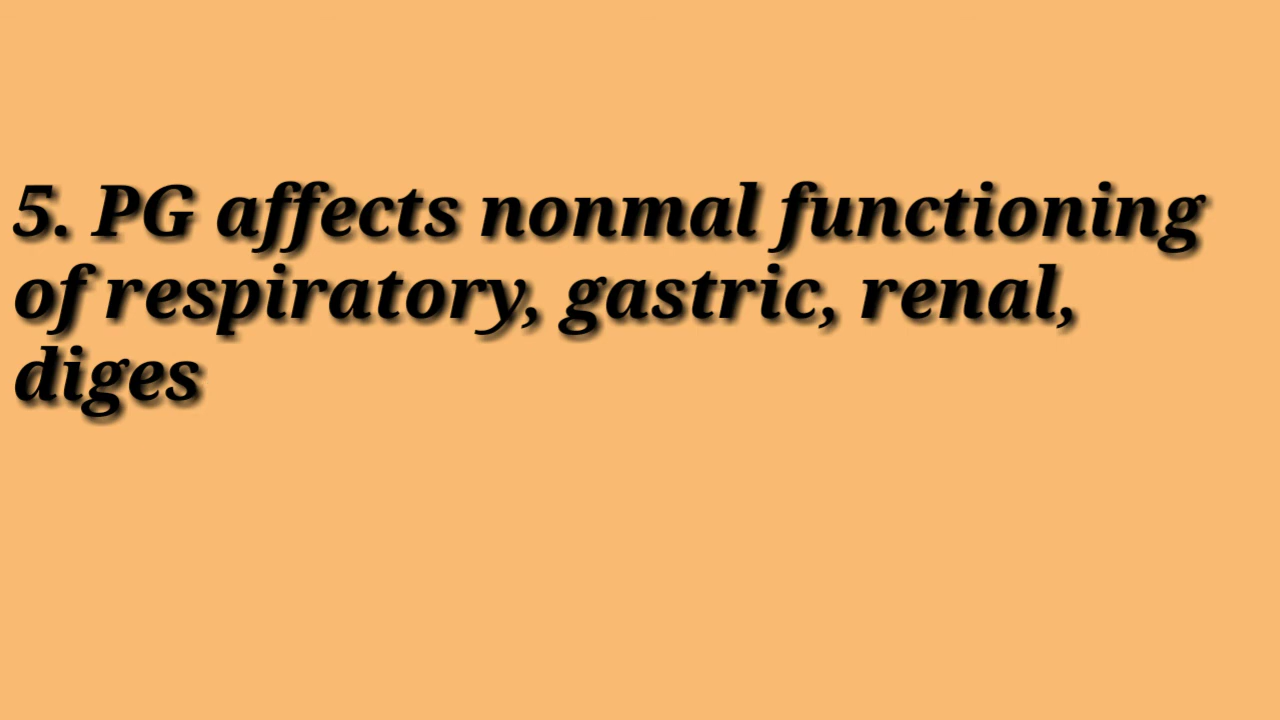 5. PG affects nonmal functioning
of respiratory, gastric, renal,
diges